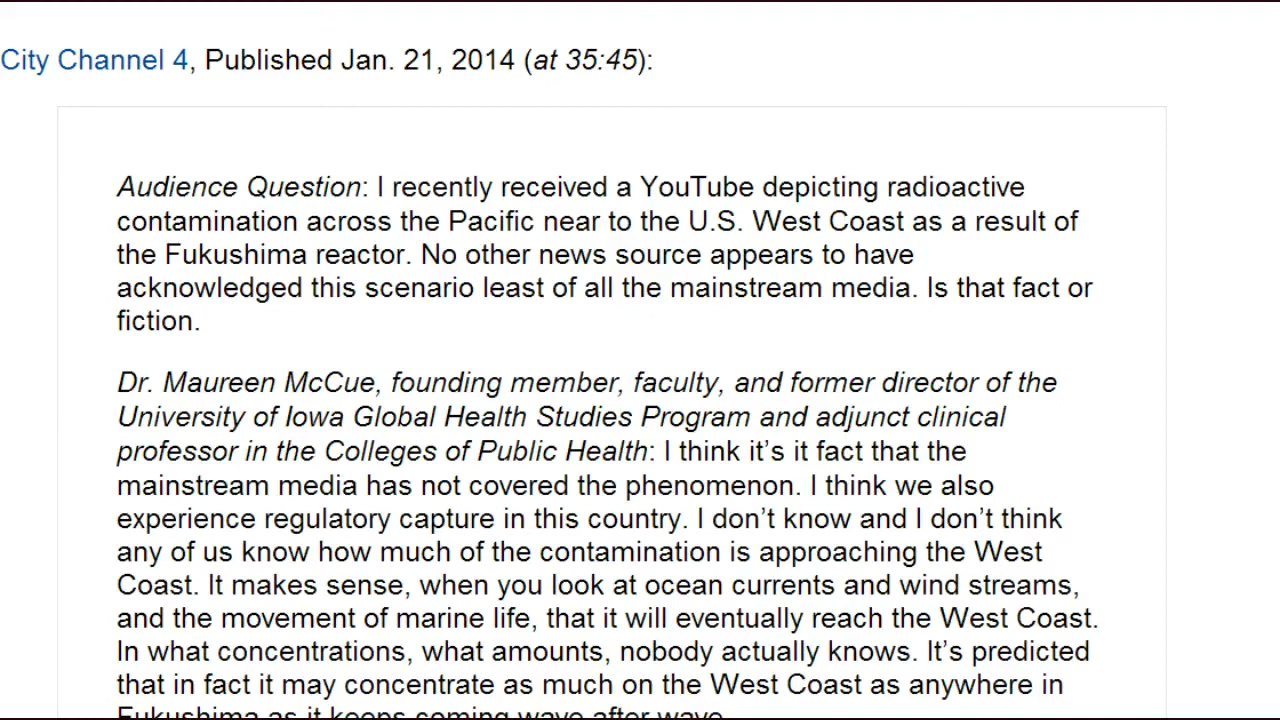 City Channel 4, Published Jan. 21, 2014 (at 35:45):
Audience Question: I recently received a YouTube depicting radioactive
contamination across the Pacific near to the U.S. West Coast as a result of
the Fukushima reactor. No other news source appears to have
acknowledged this scenario least of all the mainstream media. Is that fact or
fiction.
Dr. Maureen McCue, founding member, faculty, and former director of the
University of Iowa Global Health Studies Program and adjunct clinical
professor in the Colleges of Public Health: I think it’s it fact that the
mainstream media has not covered the phenomenon. I think we also
experience regulatory capture in this country. I don’t know and I don’t think
any of us know how much of the contamination is approaching the West
Coast. It makes sense, when you look at ocean currents and wind streams,
and the movement of marine life, that it will eventually reach the West Coast.
In what concentrations, what amounts, nobody actually knows. It’s predicted
that in fact it may concentrate as much on the West Coast as anywhere in
Fukushima as it keeps coming wave after wave.